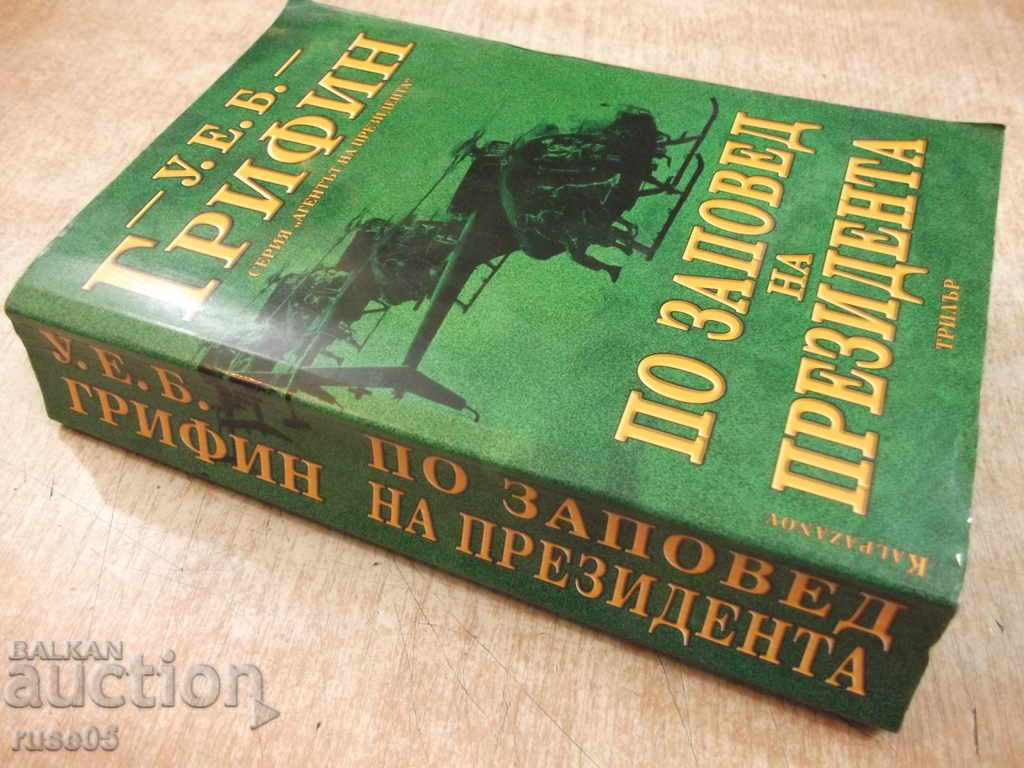 У. Е. Б.
ГРИФИН
СЕРИЯ „АГЕНТЪТ НА ПРЕЗИДЕНТА“
ПО ЗАПОВЕД
НА
ПРЕЗИДЕНТА
ТРИЛЪР
KALPAZANOV
У. Е. Б.
ГРИФИН
ПО ЗАПОВЕД
НА ПРЕЗИДЕНТА
BALKAN
auction
ruse05